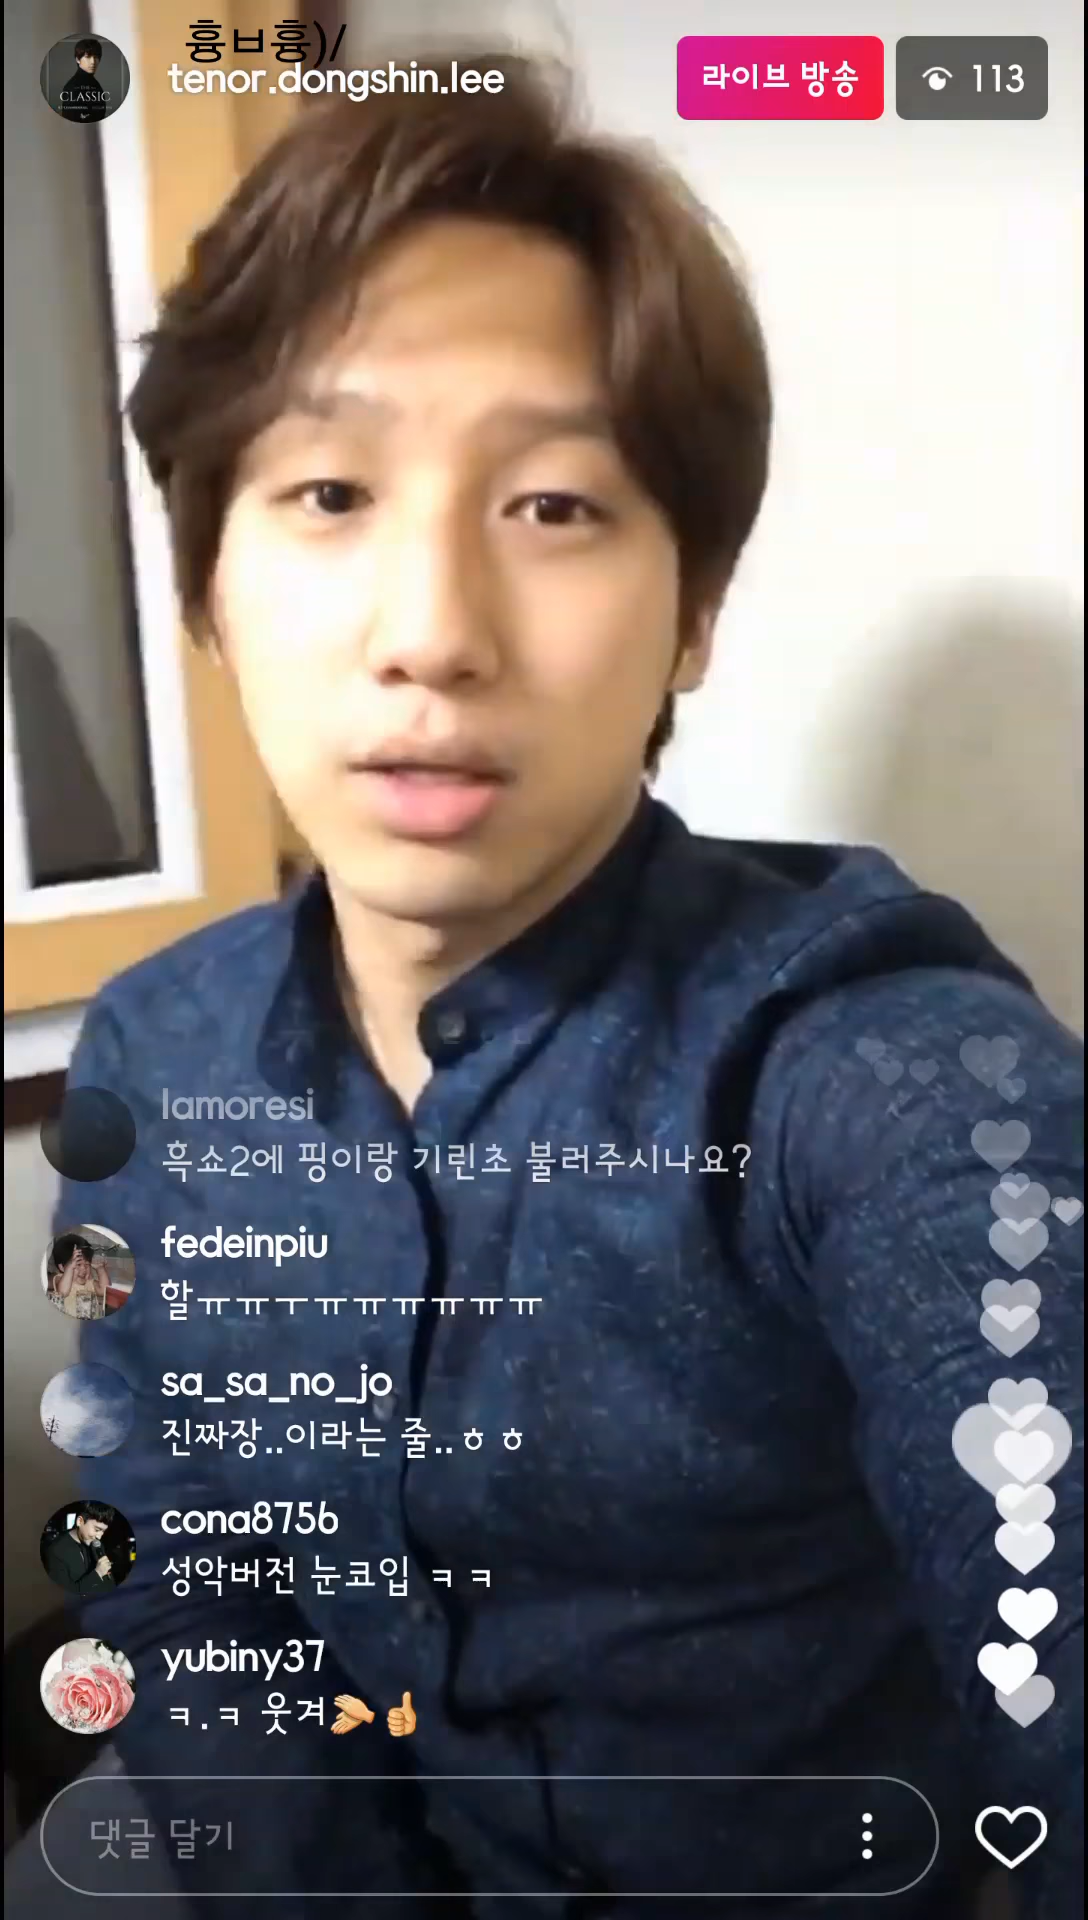 흉ㅂ흉)/
tenor.dongshin.lee
라이브 방송
113
CLASSIC
lamoresi
흑쇼2에 핑이랑 기린초 불러주시나요?
fedeinpiu
할ㅠㅠㅜㅠㅠㅠㅠㅠㅠ
sa_sa_no_jo
진짜장..이라는 줄..ㅎㅎ
cona8756
성악버전 눈코입 ㅋㅋ
yubiny37
ㅋ.ㅋ 웃겨👏👍
댓글 달기